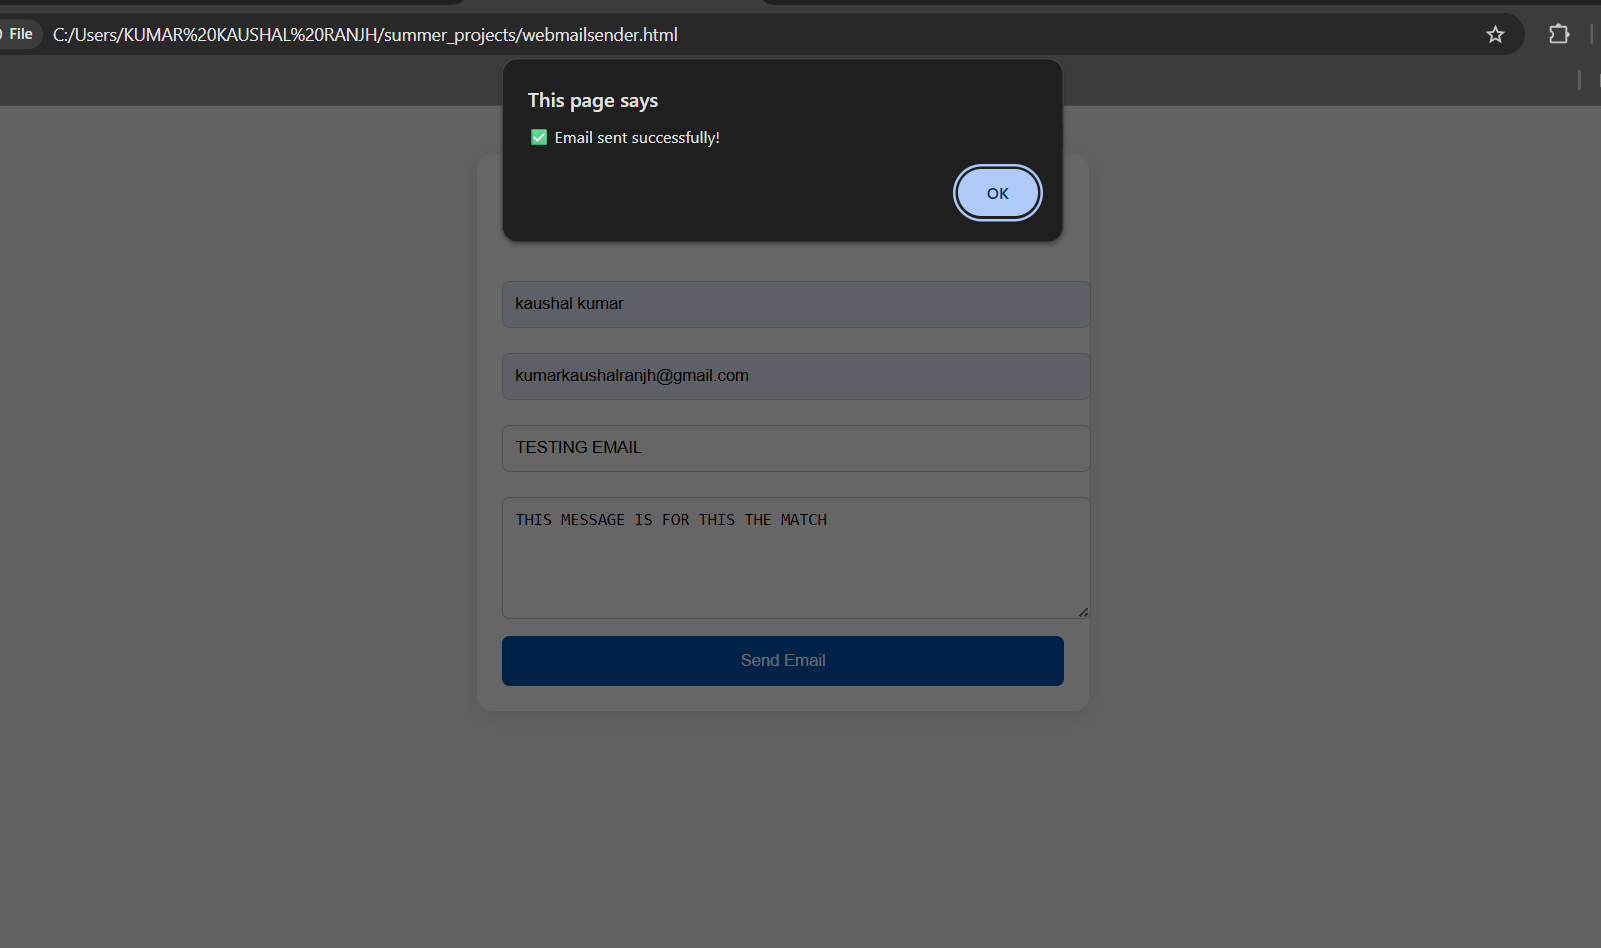 File C:/Users/KUMAR%20KAUSHAL%20RANJH/summer_projects/webmailsender.html
This page says
✅ Email sent successfully!
OK
kaushal kumar
kumarkaushalranjh@gmail.com
TESTING EMAIL
THIS MESSAGE IS FOR THIS THE MATCH
Send Email